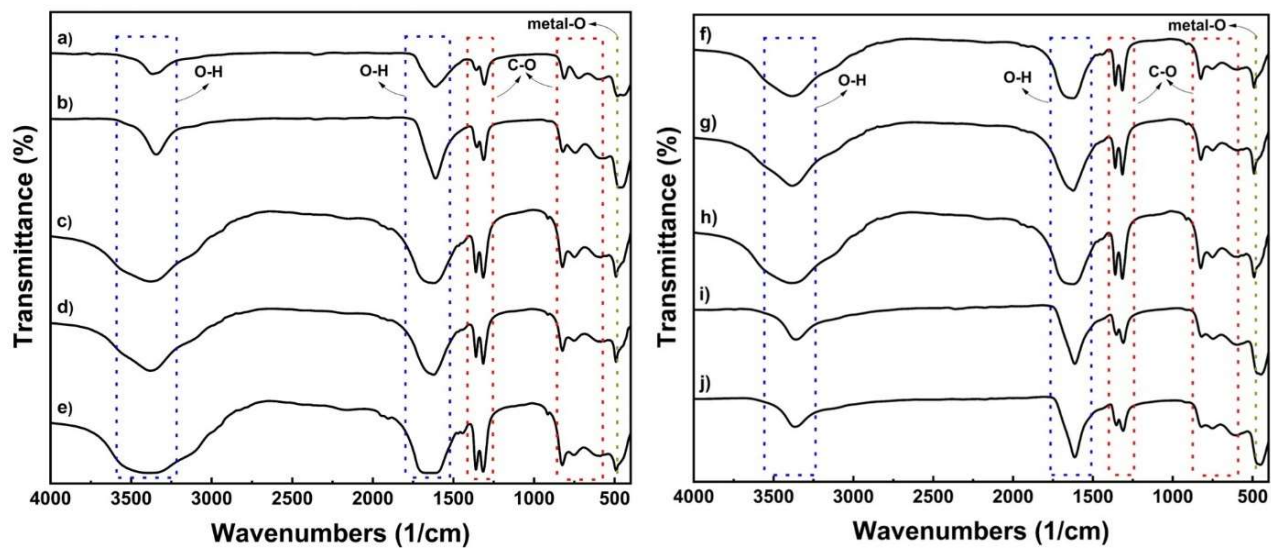 metal-O
a)
O-H
O-H
C-O
b)
c)
d)
e)
Transmittance (%)
4000 3500 3000 2500 2000 1500 1000 500
Wavenumbers (1/cm)
metal-O
f)
O-H
O-H
C-O
g)
h)
i)
j)
Transmittance (%)
4000 3500 3000 2500 2000 1500 1000 500
Wavenumbers (1/cm)